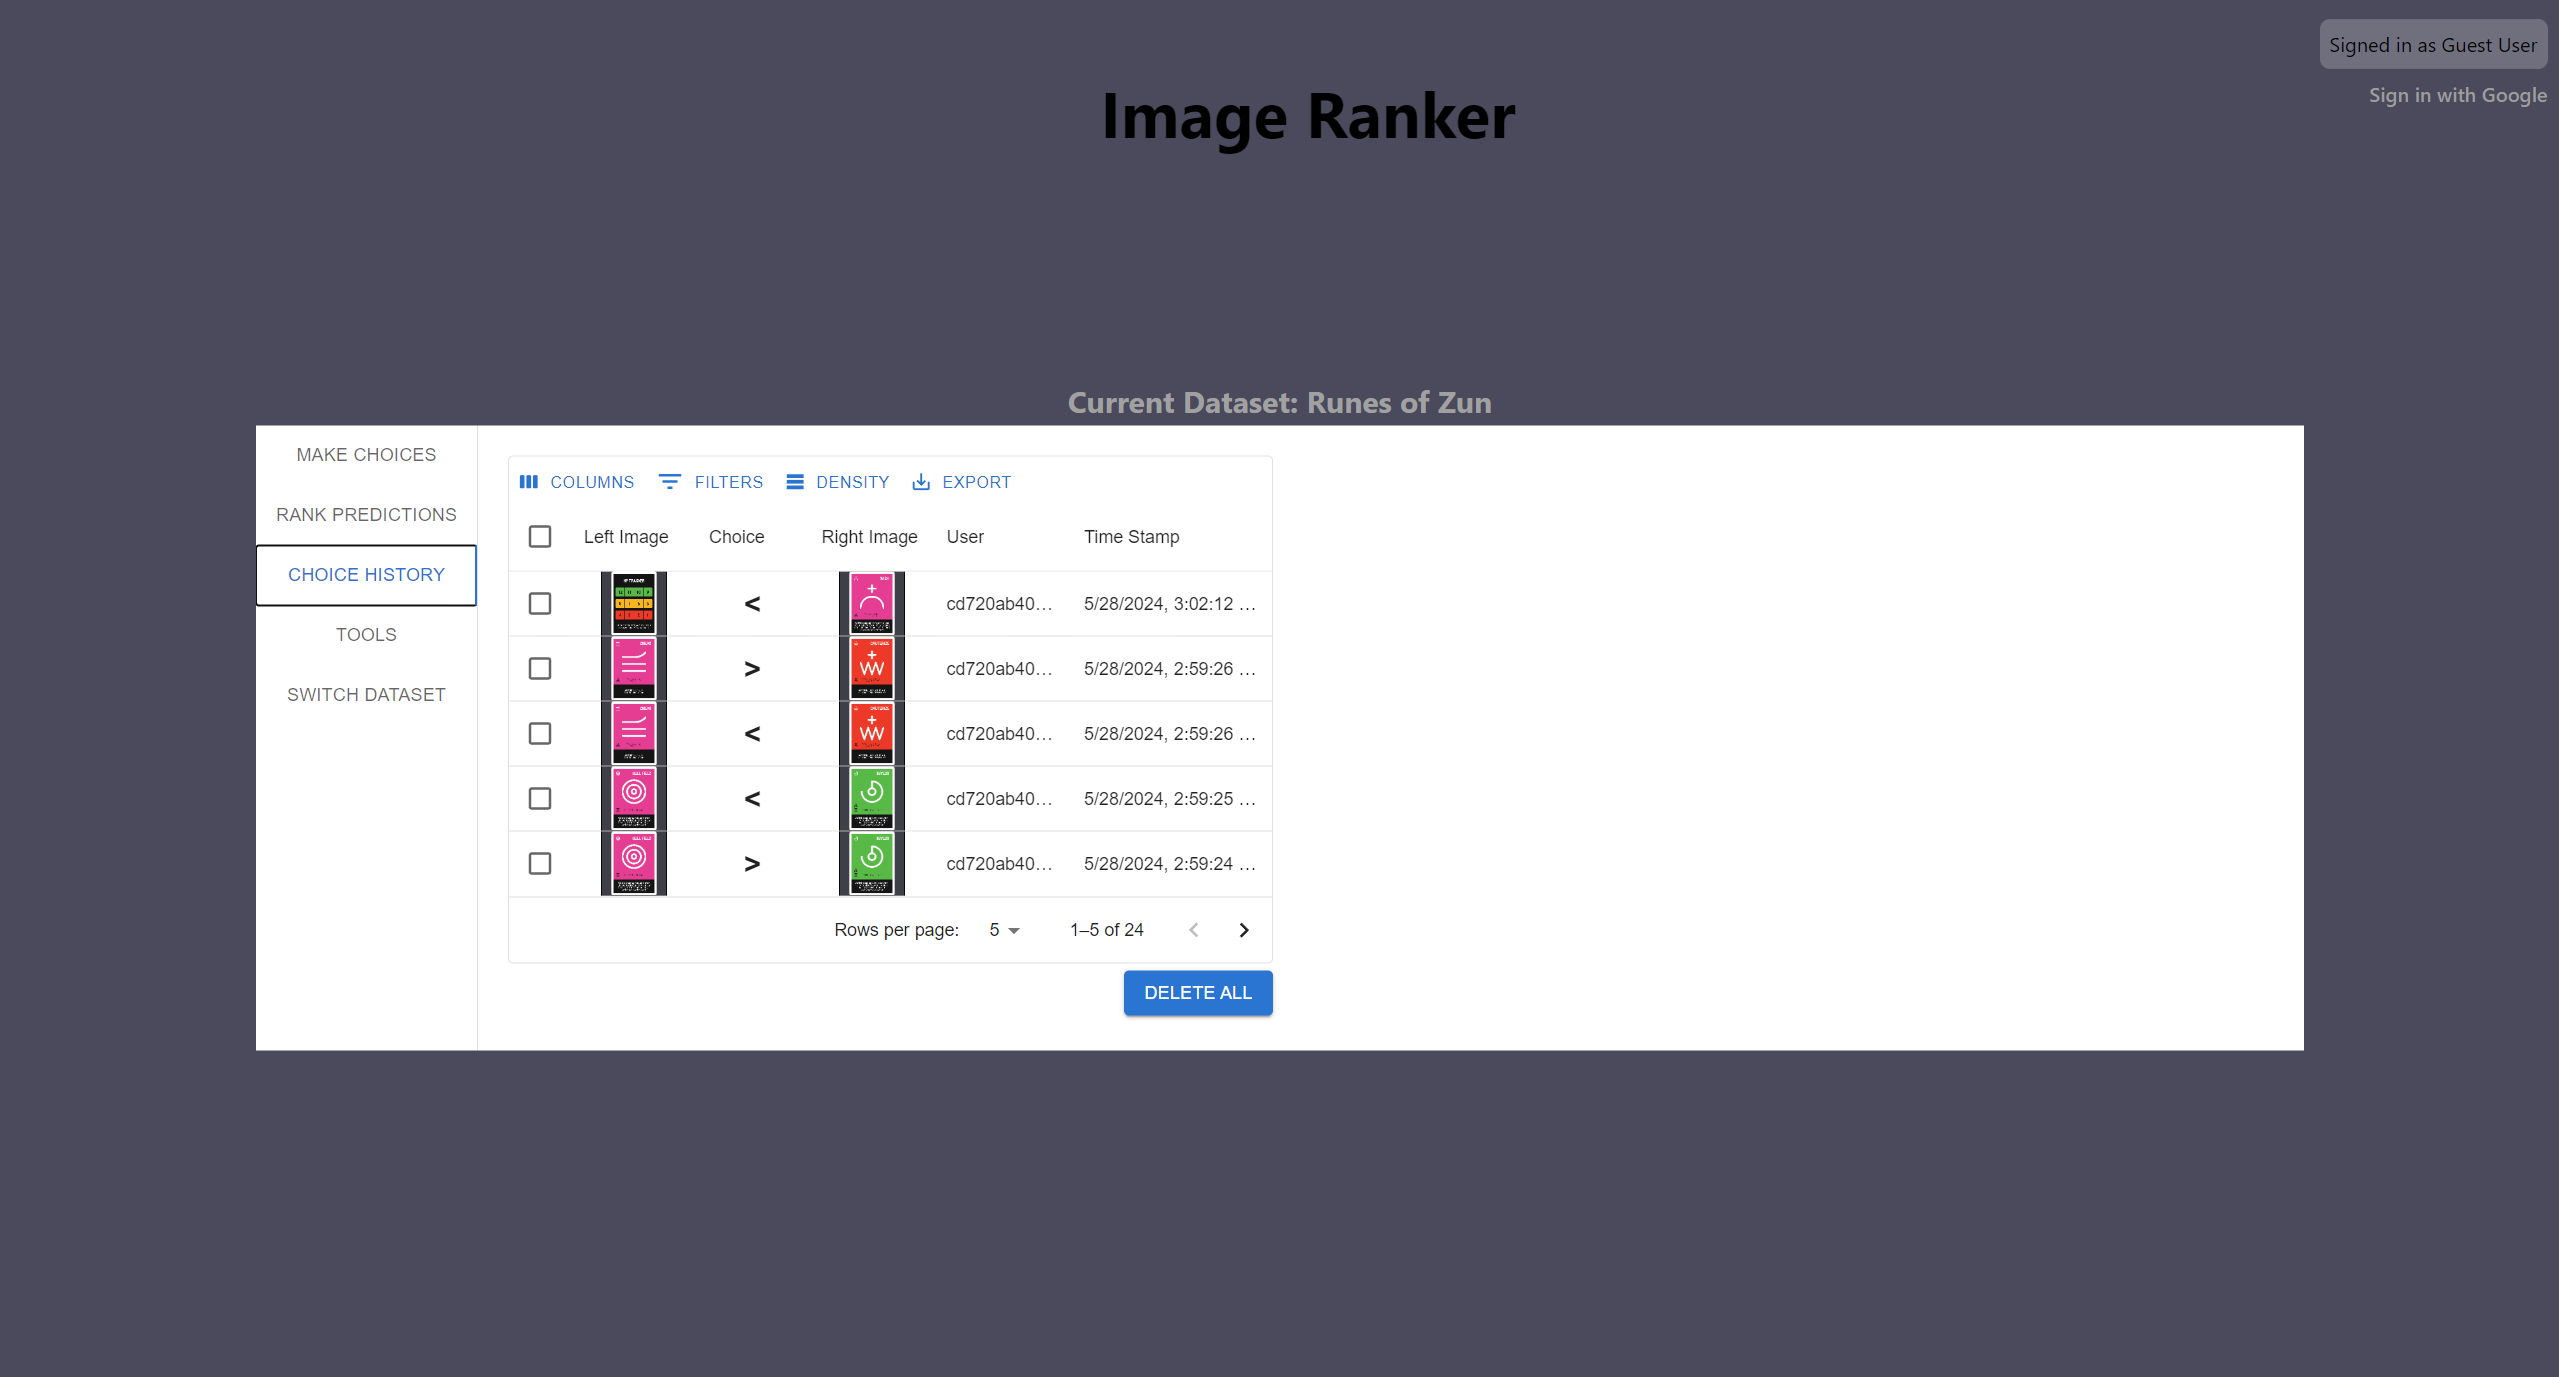 Signed in as Guest User
Sign in with Google
Image Ranker
Current Dataset: Runes of Zun
MAKE CHOICES
RANK PREDICTIONS
CHOICE HISTORY
TOOLS
SWITCH DATASET
COLUMNS FILTERS DENSITY EXPORT
Left Image Choice Right Image User Time Stamp
< cd720ab40... 5/28/2024, 3:02:12 ...
> cd720ab40... 5/28/2024, 2:59:26 ...
< cd720ab40... 5/28/2024, 2:59:26 ...
< cd720ab40... 5/28/2024, 2:59:25 ...
> cd720ab40... 5/28/2024, 2:59:24 ...
Rows per page: 5 1–5 of 24
DELETE ALL